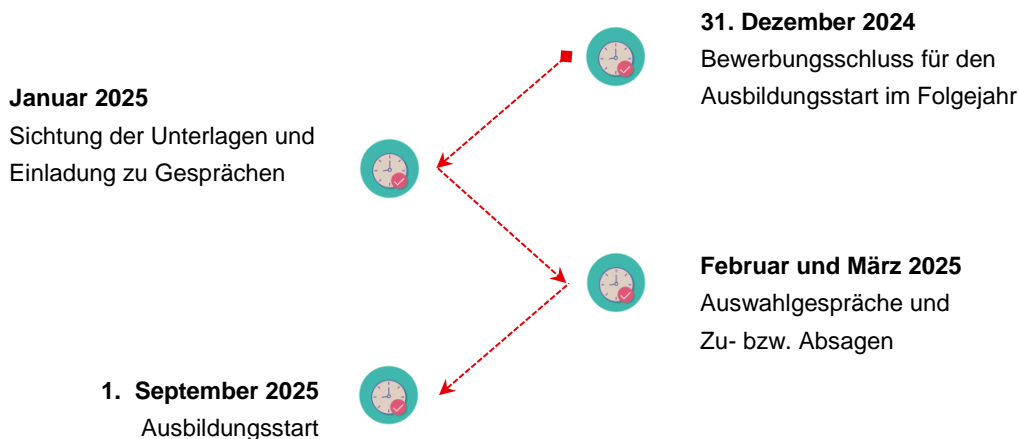 31. Dezember 2024
Bewerbungsschluss für den
Ausbildungsstart im Folgejahr
Januar 2025
Sichtung der Unterlagen und
Einladung zu Gesprächen
Februar und März 2025
Auswahlgespräche und
Zu- bzw. Absagen
1. September 2025
Ausbildungsstart